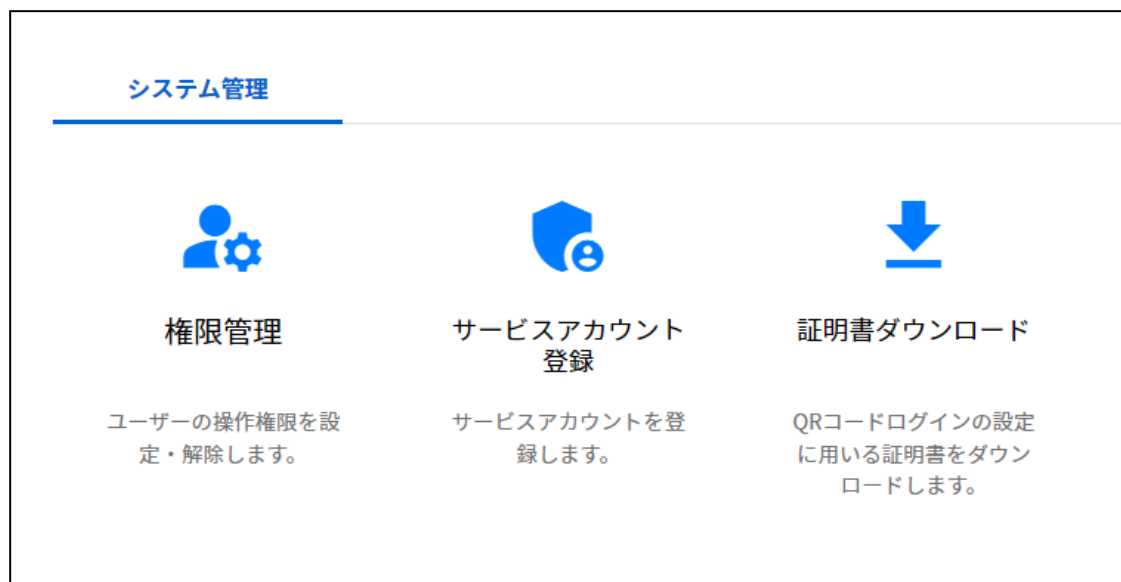 システム管理
権限管理
ユーザーの操作権限を設
定・解除します。
サービスアカウント
登録
サービスアカウントを登
録します。
証明書ダウンロード
QRコードログインの設定
に用いる証明書をダウン
ロードします。